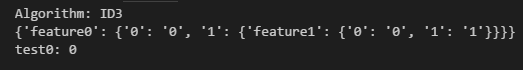 Algorithm: ID3
{'feature0': {'0': '0', '1': {'feature1': {'0': '0', '1': '1'}}}}
test0: 0